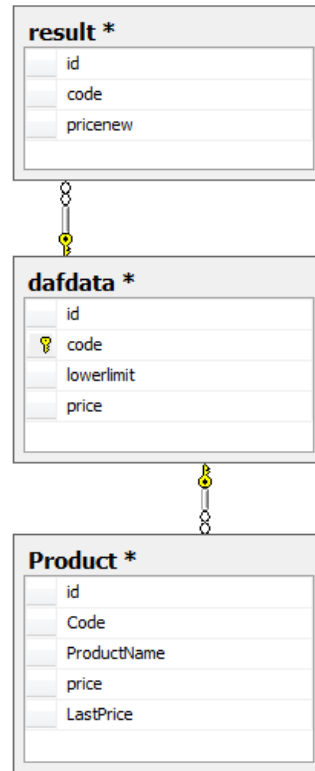 result *
id
code
pricenew
dafdata *
id
code
lowerlimit
price
Product *
id
Code
ProductName
price
LastPrice